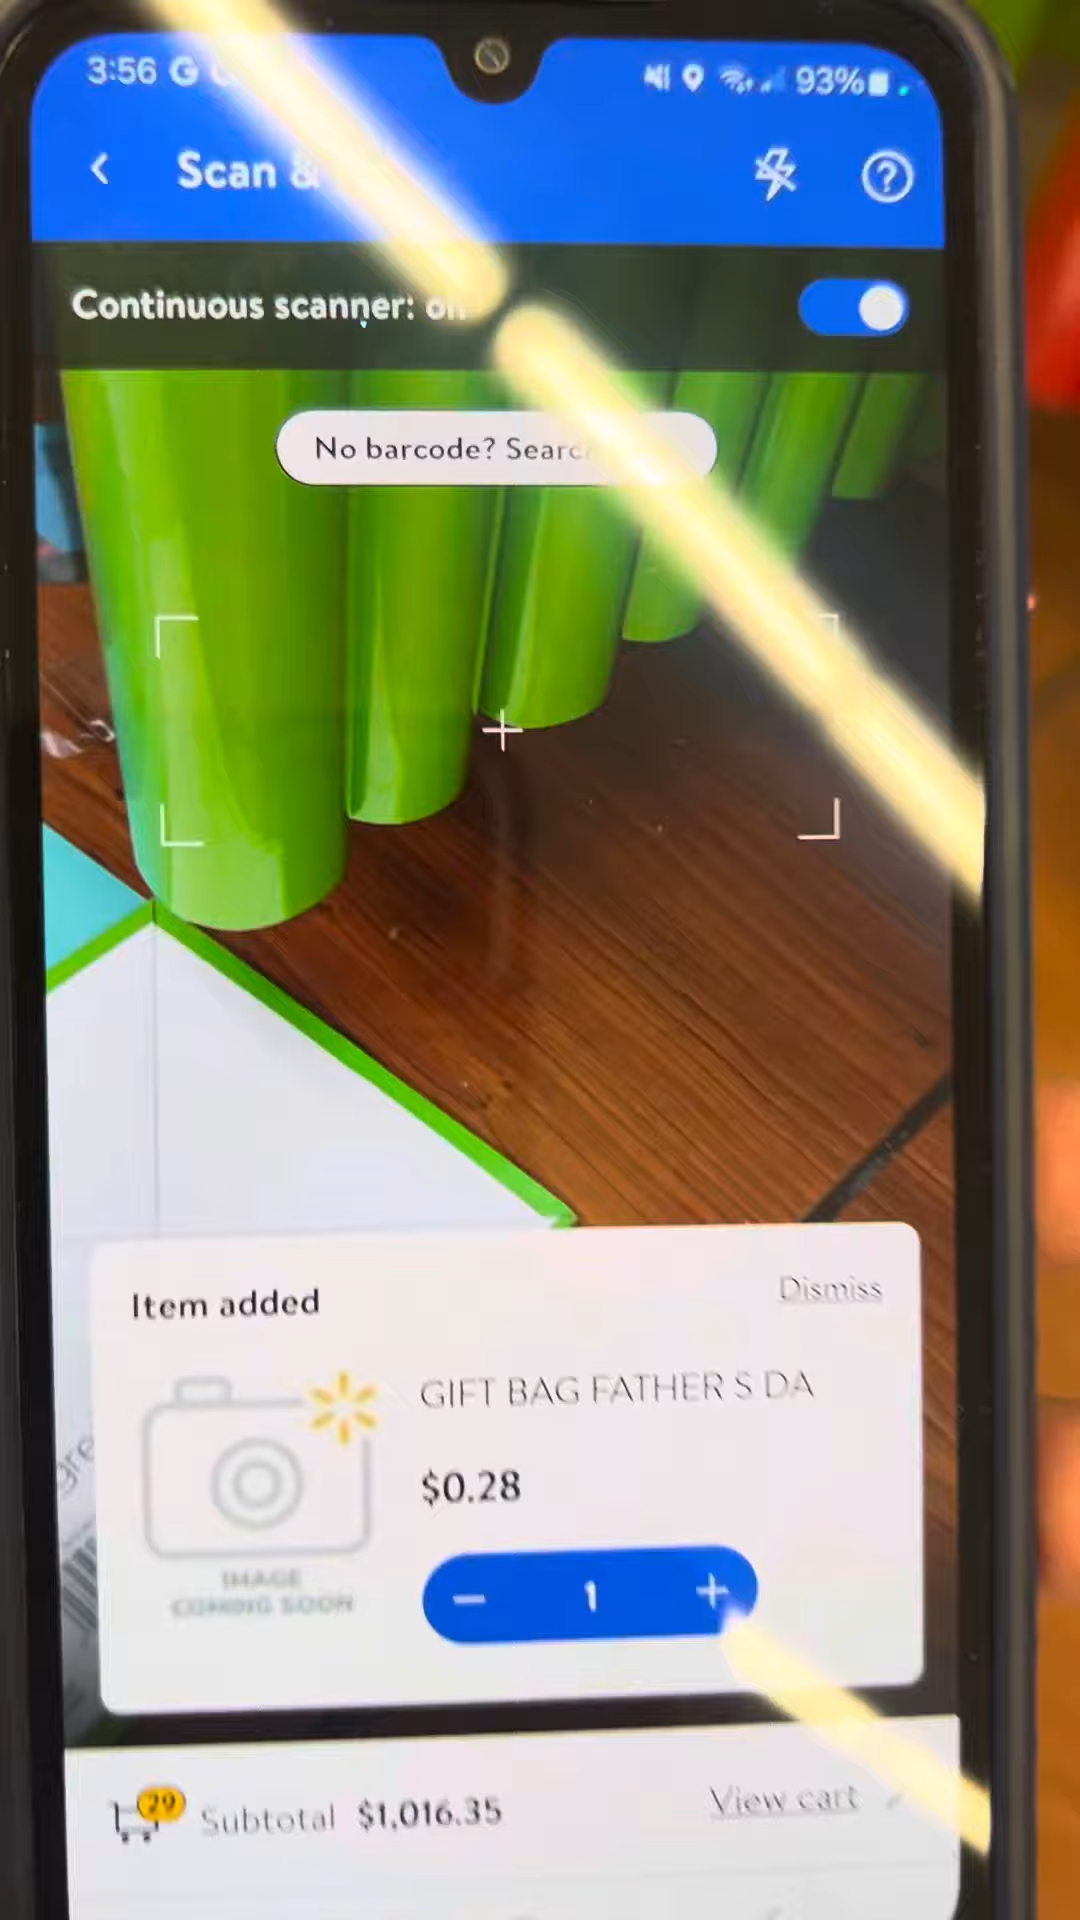 3:56 G
93%
Scan &
Continuous scanner: on
No barcode? Search
Item added
Dismiss
GIFT BAG FATHER S DA
$0.28
IMAGE
COMING SOON
1
29
Subtotal $1,016.35
View cart